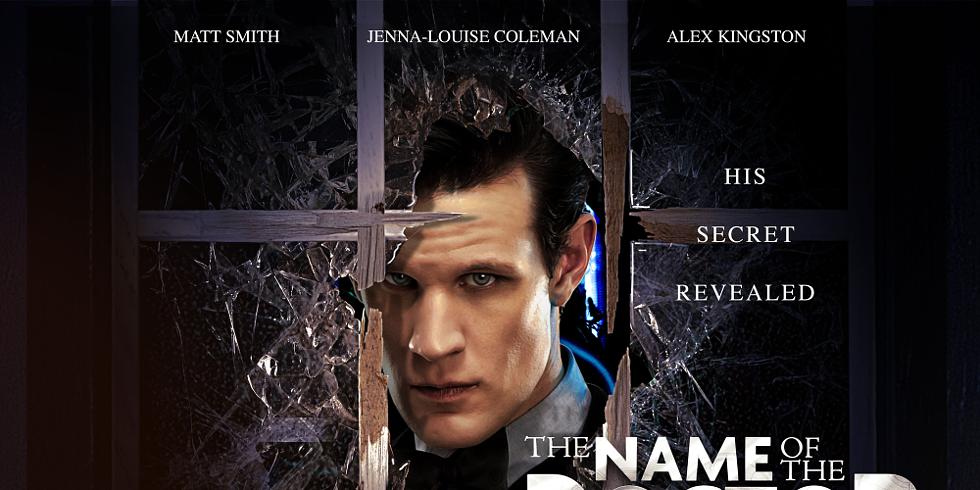 MATT SMITH JENNA-LOUISE COLEMAN ALEX KINGSTON
HIS
SECRET
REVEALED
THE NAME OF THE